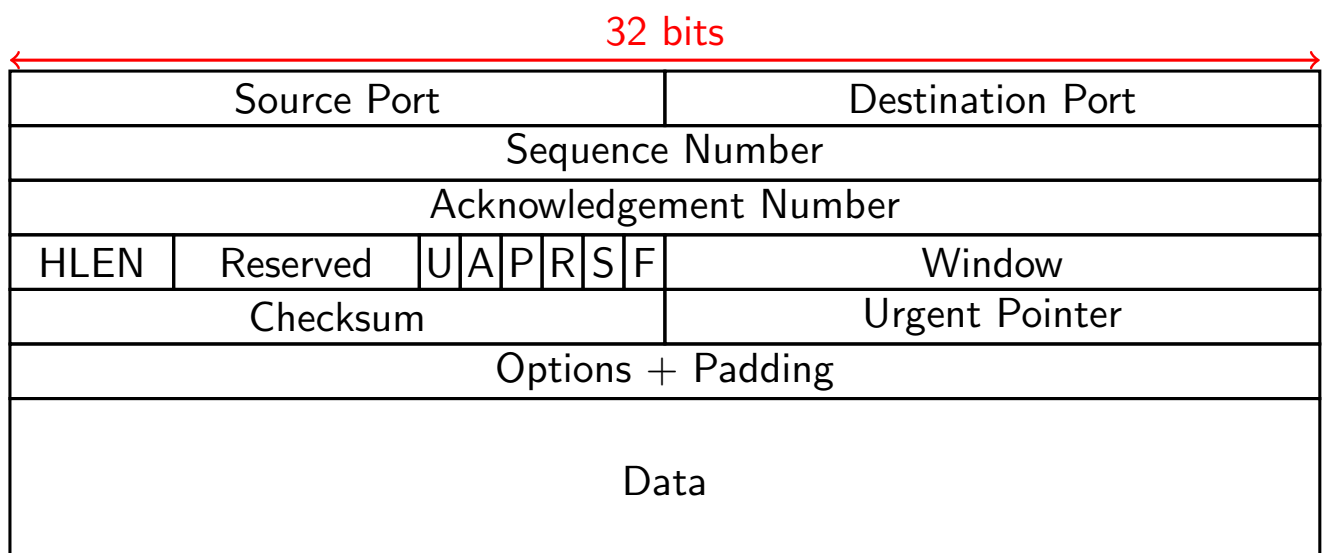 32 bits
Source Port Destination Port
Sequence Number
Acknowledgement Number
HLEN Reserved U A P R S F Window
Checksum Urgent Pointer
Options + Padding
Data